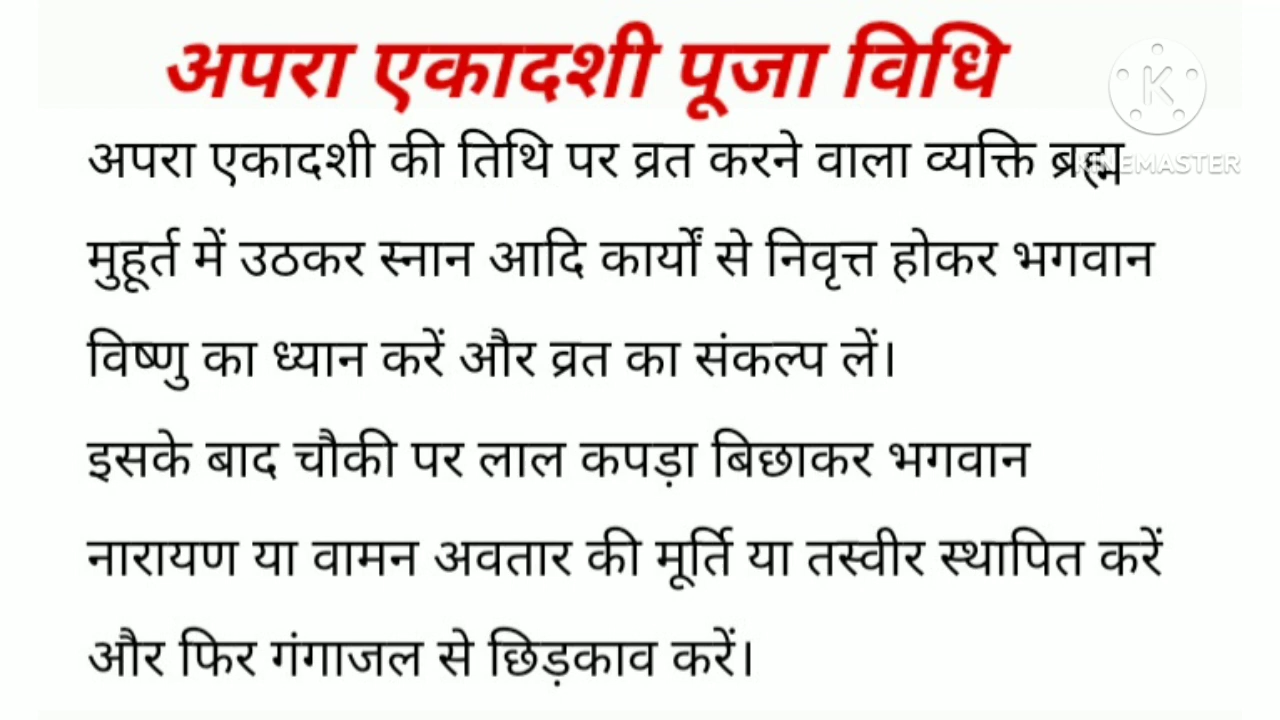 अपरा एकादशी पूजा विधि
अपरा एकादशी की तिथि पर व्रत करने वाला व्यक्ति ब्रह्म
मुहूर्त में उठकर स्नान आदि कार्यों से निवृत्त होकर भगवान
विष्णु का ध्यान करें और व्रत का संकल्प लें।
इसके बाद चौकी पर लाल कपड़ा बिछाकर भगवान
नारायण या वामन अवतार की मूर्ति या तस्वीर स्थापित करें
और फिर गंगाजल से छिड़काव करें।
K
KINEMASTER